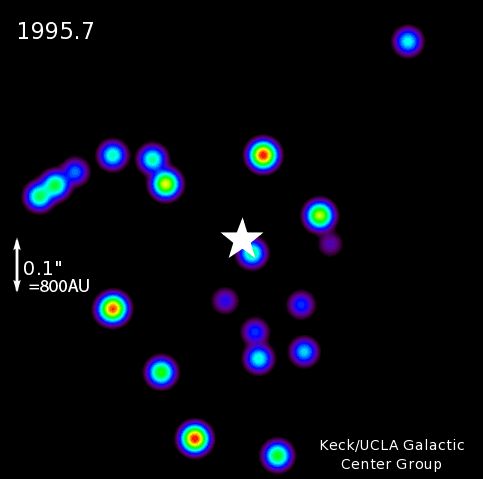 1995.7
0.1"
=800AU
Keck/UCLA Galactic
Center Group